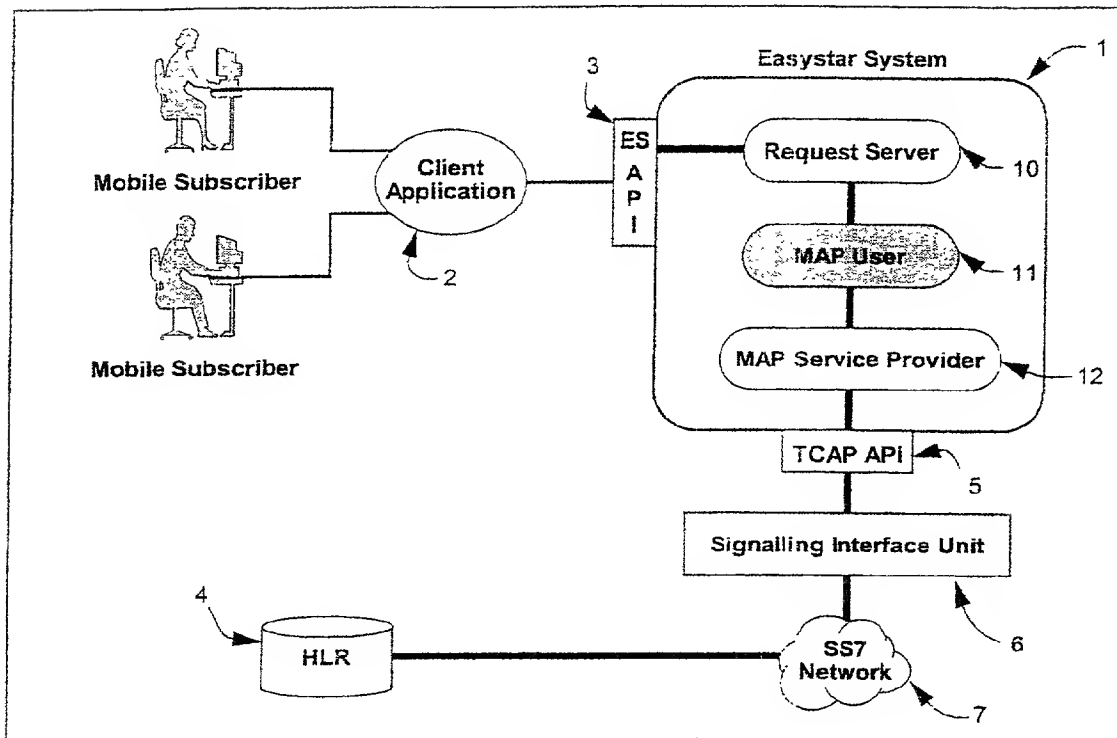 Easystar System
1
3
ES
A
P
I
Request Server
10
Mobile Subscriber
Client
Application
2
MAP User
11
Mobile Subscriber
MAP Service Provider
12
TCAP API
5
Signalling Interface Unit
6
4
HLR
SS7
Network
7